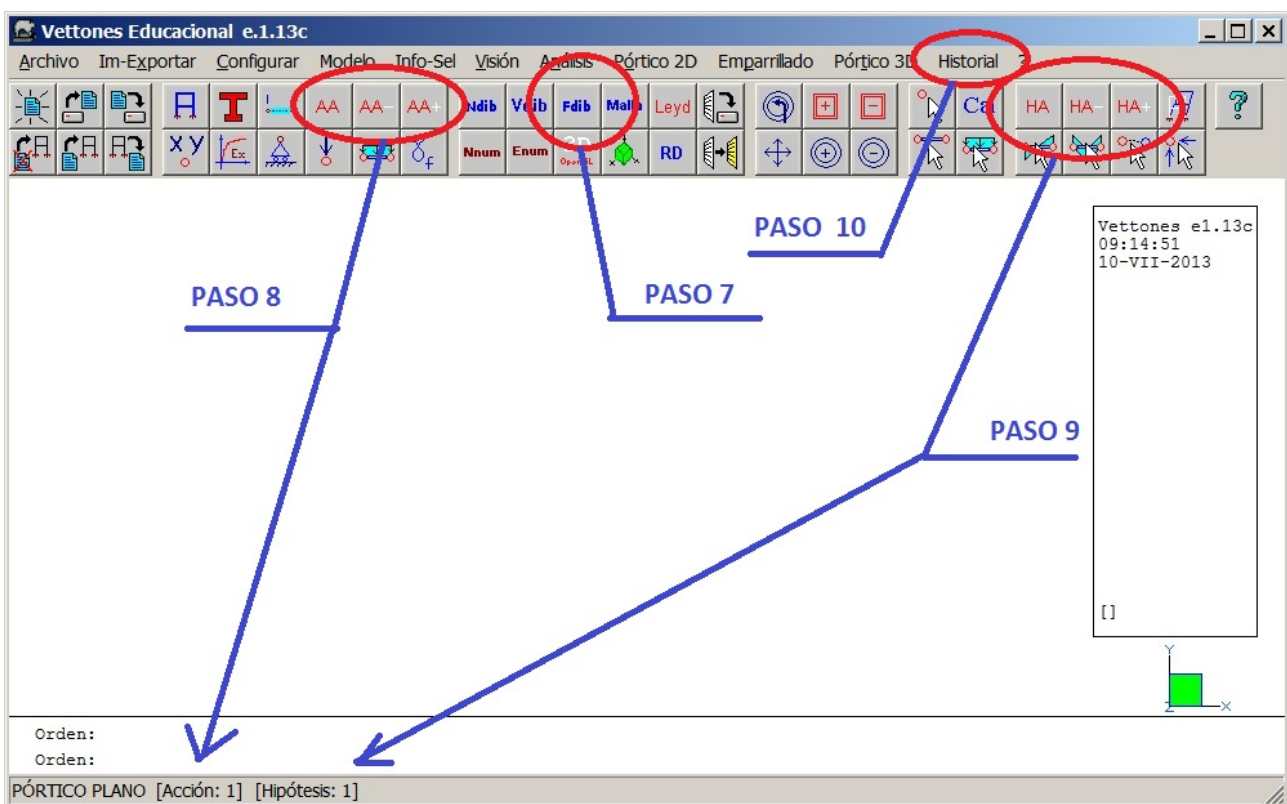 Vettones Educacional e.1.13c
Archivo Im-Exportar Configurar Modelo Info-Sel Visión Análisis Pórtico 2D Emparrillado Pórtico 3D Historial ?
AA AA- AA+ Ndib Vdib Fdib Malla Leyd Ca HA HA- HA+ ?
X Y Ex f Nnum Enum 3D OpenGL RD
PASO 10
Vettones e1.13c
09:14:51
10-VII-2013
PASO 8
PASO 7
PASO 9
[]
Y
Z X
Orden:
Orden:
PÓRTICO PLANO [Acción: 1] [Hipótesis: 1]